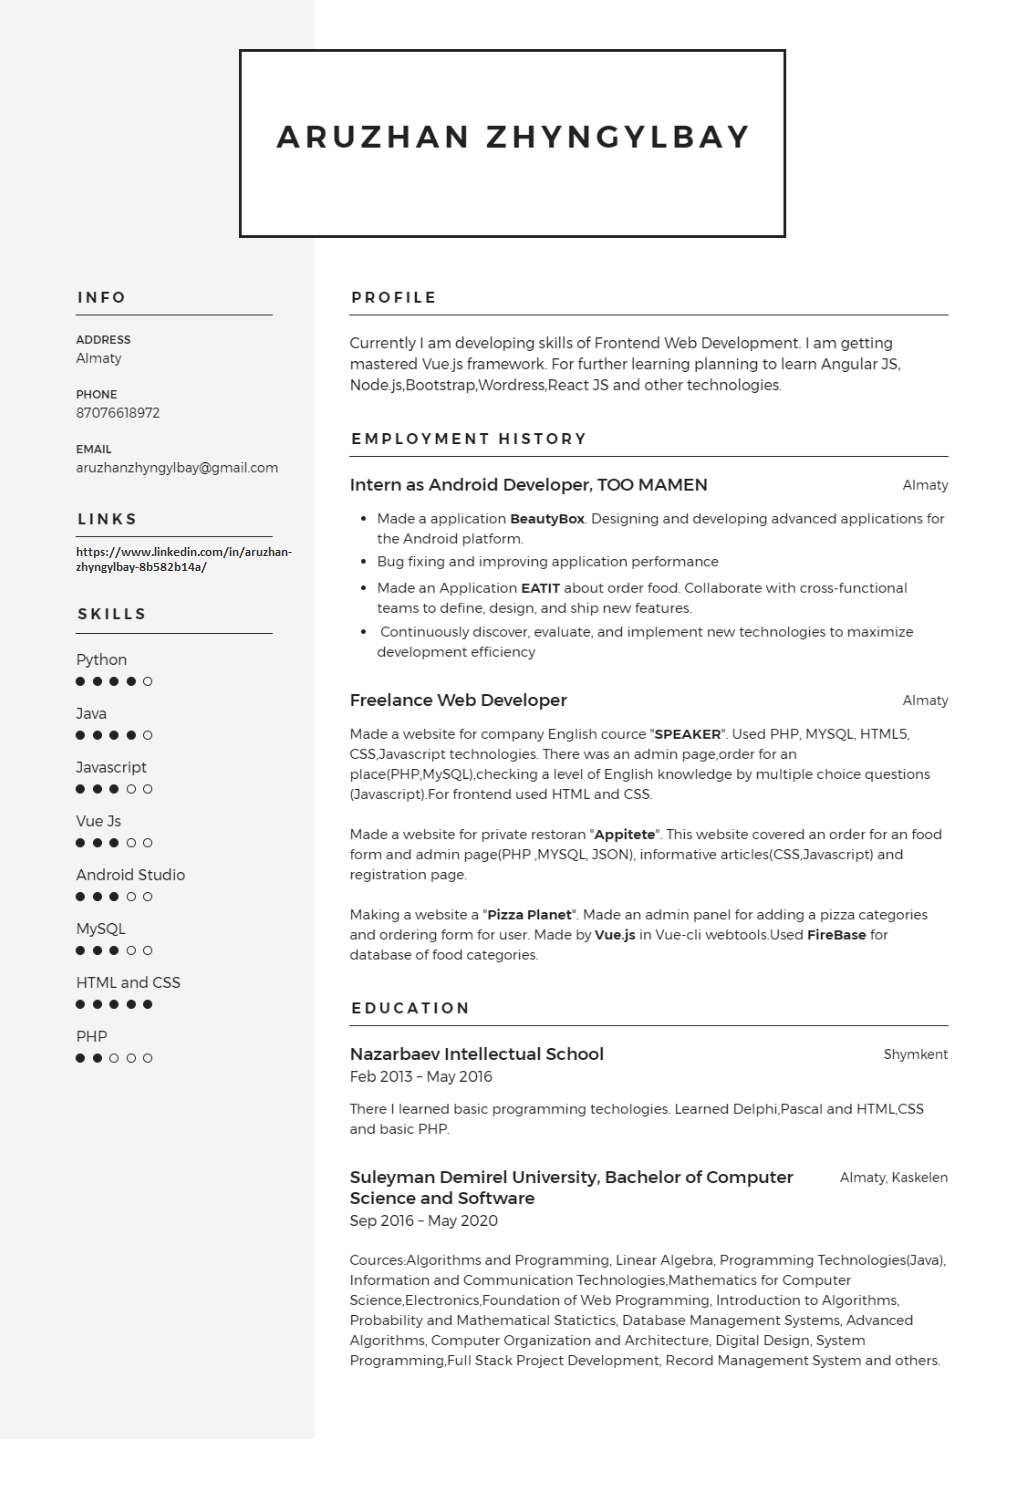 ARUZHAN ZHYNGYLBAY
INFO
ADDRESS
Almaty
PHONE
87076618972
EMAIL
aruzhanzhyngylbay@gmail.com
LINKS
https://www.linkedin.com/in/aruzhan-
zhyngylbay-8b582b14a/
SKILLS
Python
Java
Javascript
Vue Js
Android Studio
MySQL
HTML and CSS
PHP
PROFILE
Currently I am developing skills of Frontend Web Development. I am getting
mastered Vue.js framework. For further learning planning to learn Angular JS,
Node.js,Bootstrap,Wordress,React JS and other technologies.
EMPLOYMENT HISTORY
Intern as Android Developer, TOO MAMEN Almaty
• Made a application BeautyBox. Designing and developing advanced applications for
the Android platform.
• Bug fixing and improving application performance
• Made an Application EATIT about order food. Collaborate with cross-functional
teams to define, design, and ship new features.
• Continuously discover, evaluate, and implement new technologies to maximize
development efficiency
Freelance Web Developer Almaty
Made a website for company English cource "SPEAKER". Used PHP, MYSQL, HTML5,
CSS,Javascript technologies. There was an admin page,order for an
place(PHP,MySQL),checking a level of English knowledge by multiple choice questions
(Javascript).For frontend used HTML and CSS.
Made a website for private restoran "Appitete". This website covered an order for an food
form and admin page(PHP ,MYSQL, JSON), informative articles(CSS,Javascript) and
registration page.
Making a website a "Pizza Planet". Made an admin panel for adding a pizza categories
and ordering form for user. Made by Vue.js in Vue-cli webtools.Used FireBase for
database of food categories.
EDUCATION
Nazarbaev Intellectual School Shymkent
Feb 2013 – May 2016
There I learned basic programming techologies. Learned Delphi,Pascal and HTML,CSS
and basic PHP.
Suleyman Demirel University, Bachelor of Computer Almaty, Kaskelen
Science and Software
Sep 2016 – May 2020
Cources:Algorithms and Programming, Linear Algebra, Programming Technologies(Java),
Information and Communication Technologies,Mathematics for Computer
Science,Electronics,Foundation of Web Programming, Introduction to Algorithms,
Probability and Mathematical Statictics, Database Management Systems, Advanced
Algorithms, Computer Organization and Architecture, Digital Design, System
Programming,Full Stack Project Development, Record Management System and others.